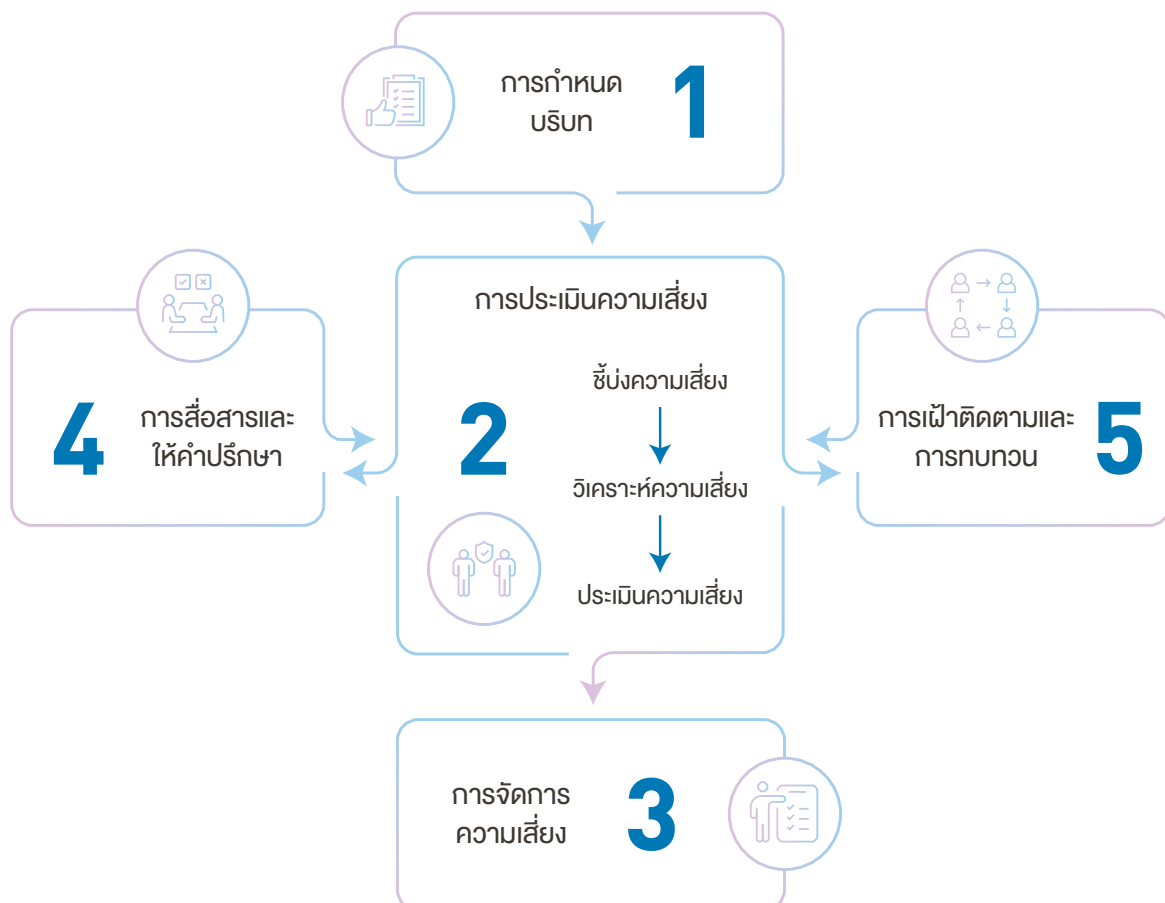 การกำหนด
บริบท
1
การประเมินความเสี่ยง
2
ชี้บ่งความเสี่ยง
วิเคราะห์ความเสี่ยง
ประเมินความเสี่ยง
4
การสื่อสารและ
ให้คำปรึกษา
การเฝ้าติดตามและ
การทบทวน
5
การจัดการ
ความเสี่ยง
3